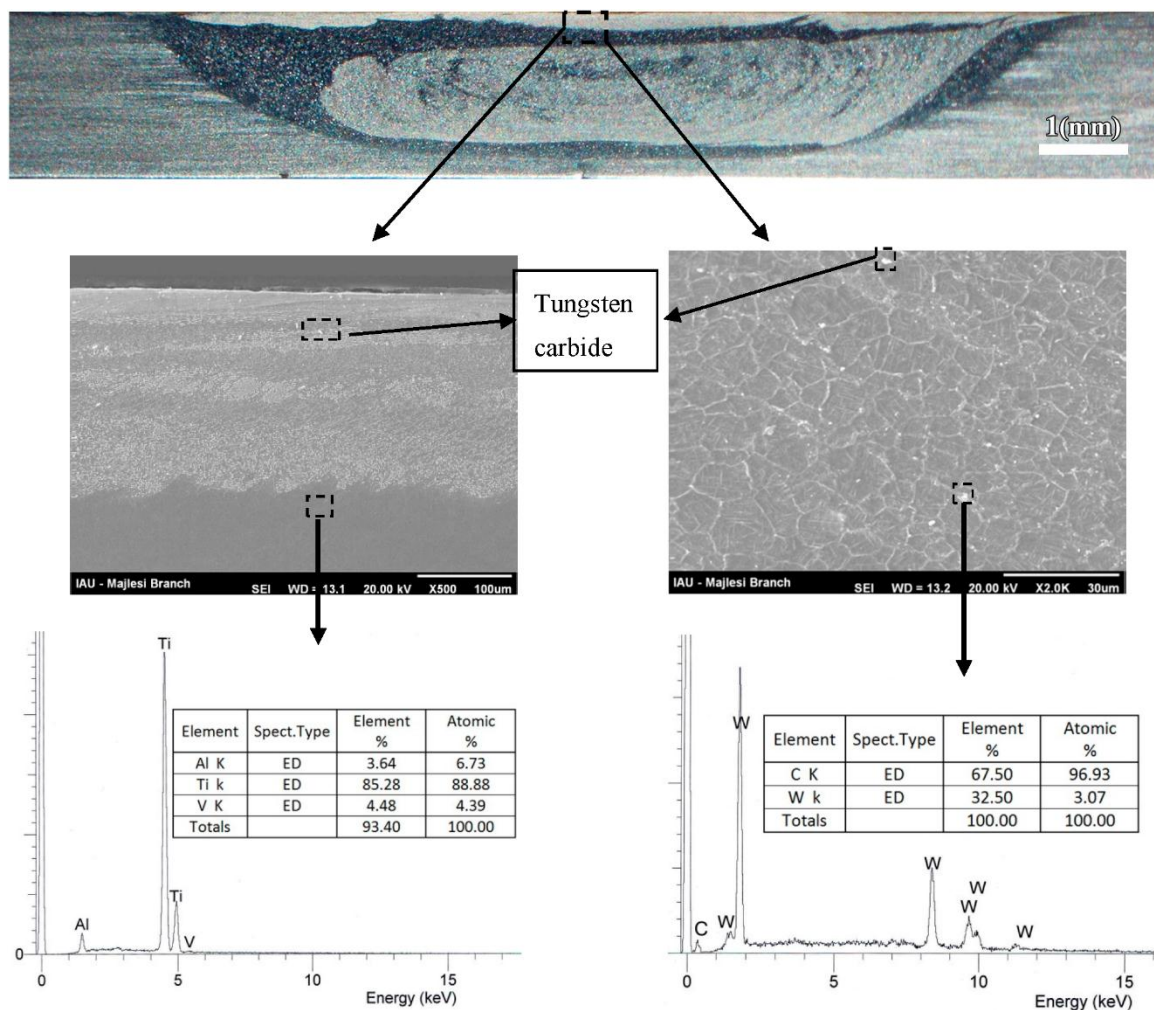 1(mm)
Tungsten
carbide
IAU - Majlesi Branch SEI WD = 13.1 20.00 kV X500 100um
IAU - Majlesi Branch SEI WD = 13.2 20.00 kV X2.0K 30um
Ti
Element Spect.Type Element % Atomic %
Al K ED 3.64 6.73
Ti k ED 85.28 88.88
V K ED 4.48 4.39
Totals 93.40 100.00
Al
Ti
V
0
0 5 10 15
Energy (keV)
W
Element Spect.Type Element % Atomic %
C K ED 67.50 96.93
W k ED 32.50 3.07
Totals 100.00 100.00
C
W
W
W
W
W
0 5 10 15
Energy (keV)